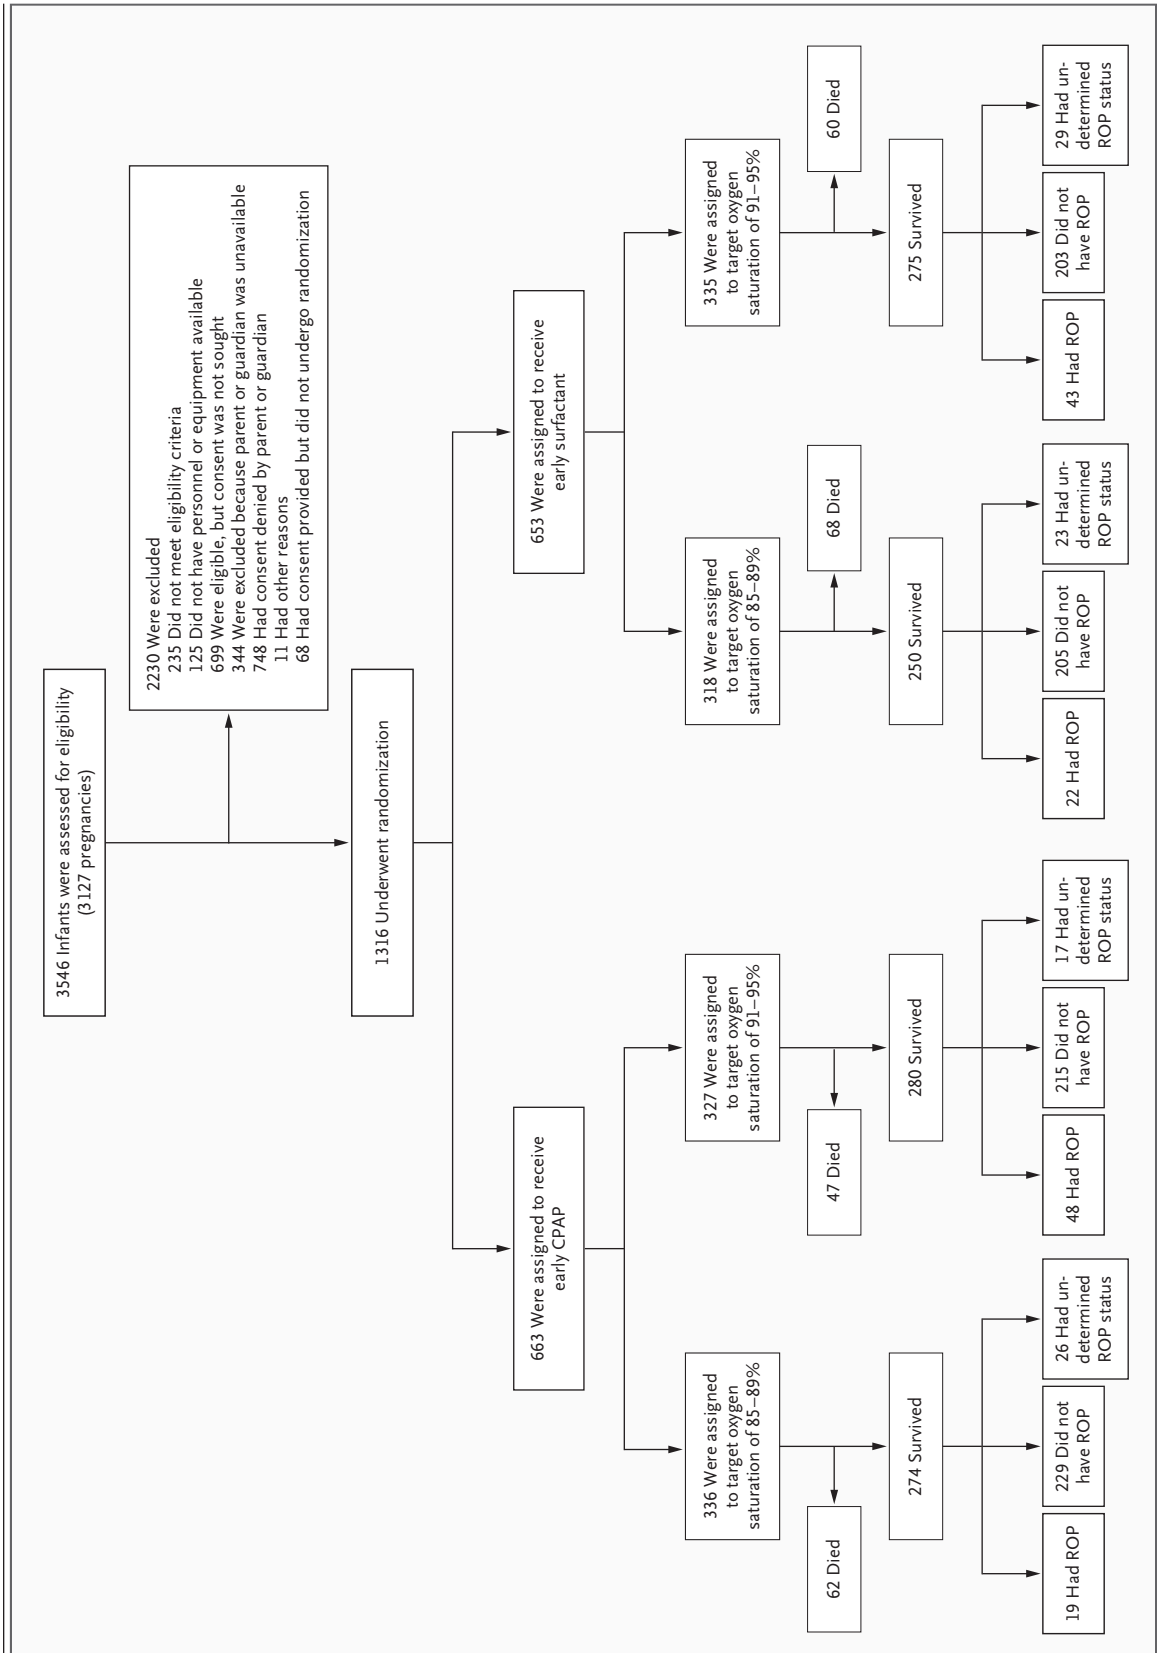 3546 Infants were assessed for eligibility
(3127 pregnancies)
2230 Were excluded
235 Did not meet eligibility criteria
125 Did not have personnel or equipment available
699 Were eligible, but consent was not sought
344 Were excluded because parent or guardian was unavailable
748 Had consent denied by parent or guardian
11 Had other reasons
68 Had consent provided but did not undergo randomization
1316 Underwent randomization
663 Were assigned to receive
early CPAP
653 Were assigned to receive
early surfactant
336 Were assigned
to target oxygen
saturation of 85–89%
327 Were assigned
to target oxygen
saturation of 91–95%
318 Were assigned
to target oxygen
saturation of 85–89%
335 Were assigned
to target oxygen
saturation of 91–95%
62 Died
47 Died
68 Died
60 Died
274 Survived
280 Survived
250 Survived
275 Survived
19 Had ROP
229 Did not
have ROP
26 Had un-
determined
ROP status
48 Had ROP
215 Did not
have ROP
17 Had un-
determined
ROP status
22 Had ROP
205 Did not
have ROP
23 Had un-
determined
ROP status
43 Had ROP
203 Did not
have ROP
29 Had un-
determined
ROP status